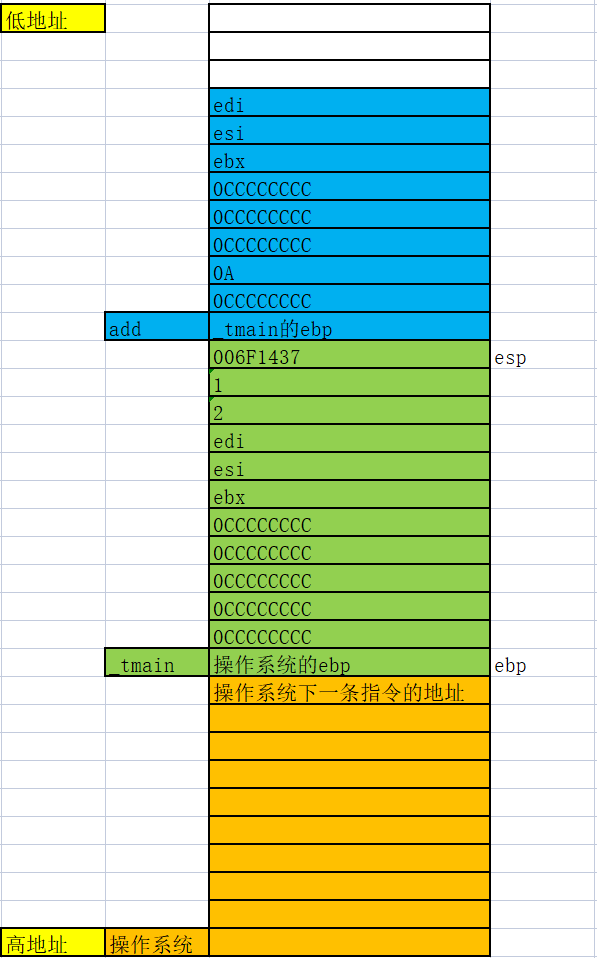 低地址
edi
esi
ebx
0CCCCCCCC
0CCCCCCCC
0CCCCCCCC
0A
0CCCCCCCC
add _tmain的ebp
006F1437 esp
1
2
edi
esi
ebx
0CCCCCCCC
0CCCCCCCC
0CCCCCCCC
0CCCCCCCC
0CCCCCCCC
_tmain 操作系统的ebp ebp
操作系统下一条指令的地址
高地址 操作系统